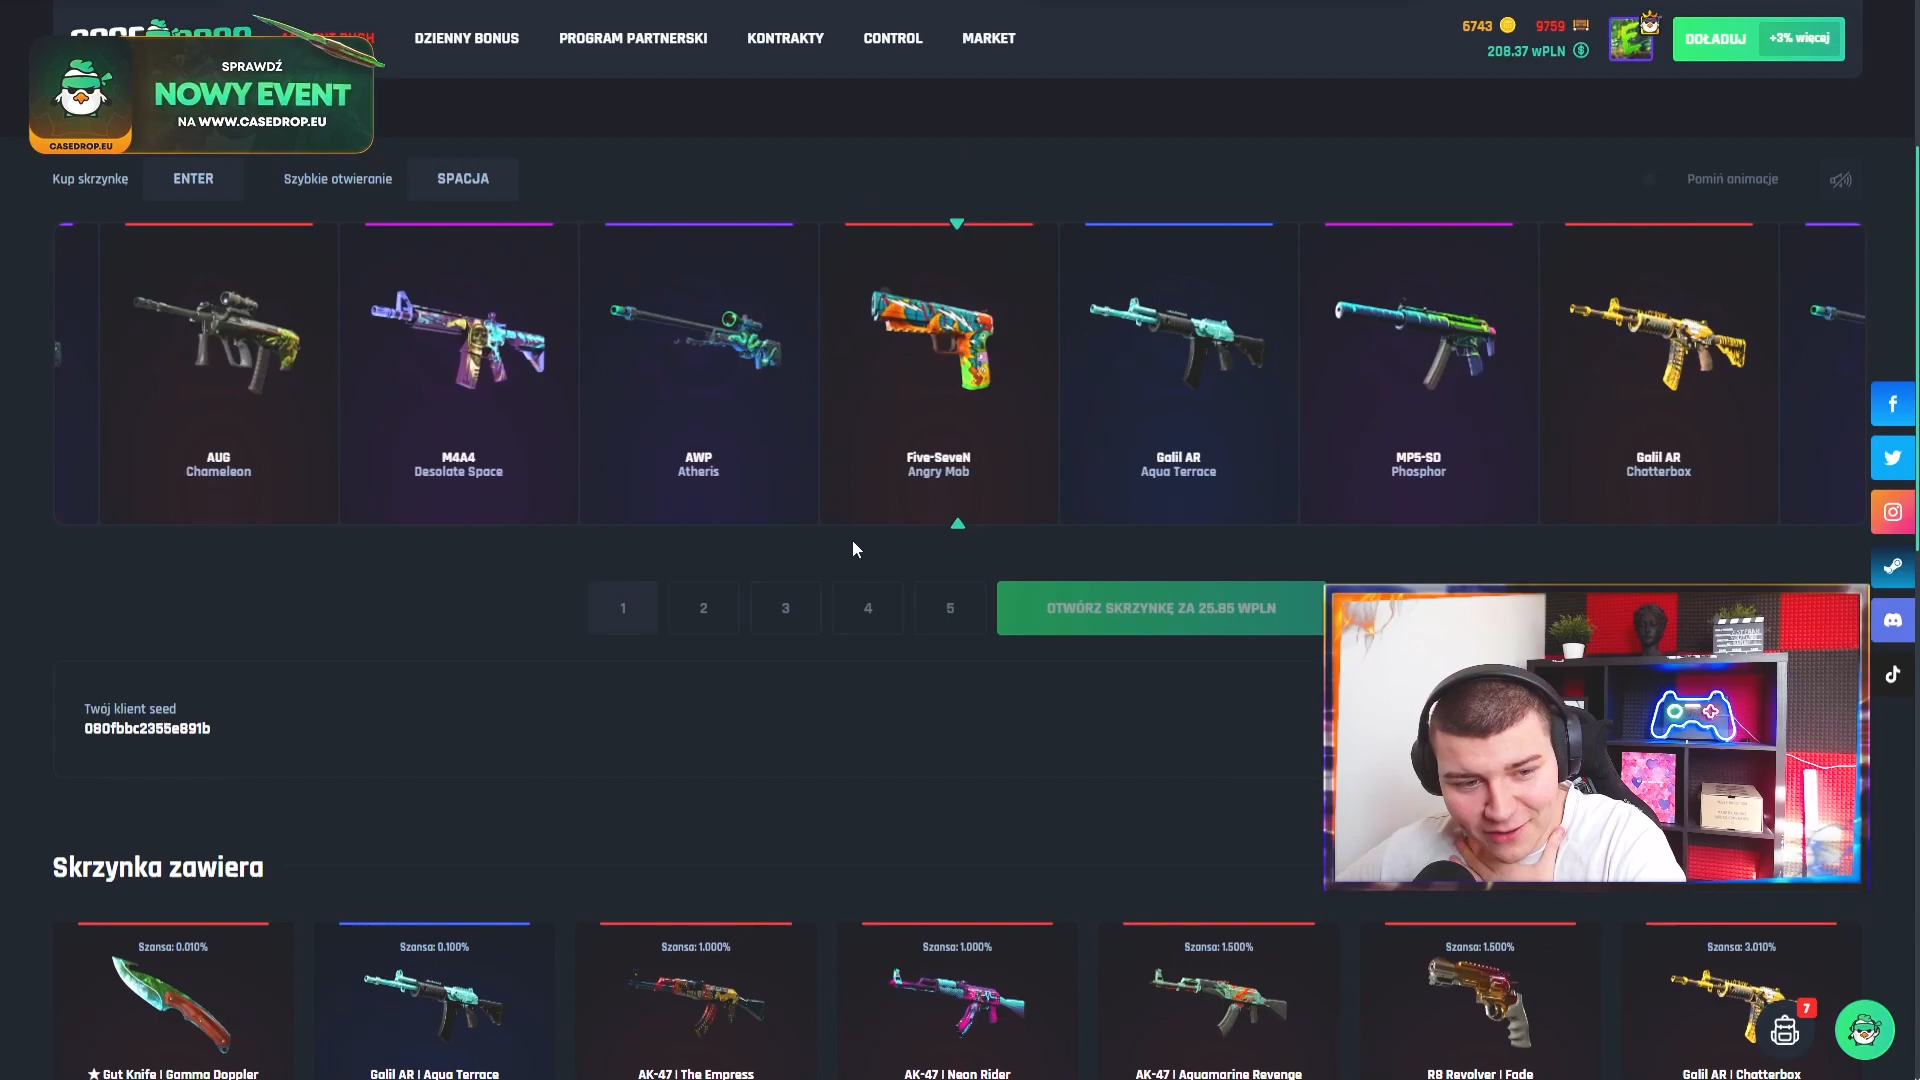 DZIENNY BONUS
PROGRAM PARTNERSKI
KONTRAKTY
CONTROL
MARKET
6743
9759
208.37 wPLN
DOŁADUJ
+3% więcej
SPRAWDŹ
NOWY EVENT
NA WWW.CASEDROP.EU
CASEDROP.EU
Kup skrzynkę
ENTER
Szybkie otwieranie
SPACJA
Pomiń animacje
AUG
Chameleon
M4A4
Desolate Space
AWP
Atheris
Five-SeveN
Angry Mob
Galil AR
Aqua Terrace
MP5-SD
Phosphor
Galil AR
Chatterbox
1
2
3
4
5
OTWÓRZ SKRZYNKĘ ZA 25.85 WPLN
Twój klient seed
080fbbc2355e891b
Skrzynka zawiera
Szansa: 0.010%
★ Gut Knife | Gamma Doppler
Szansa: 0.100%
Galil AR | Aqua Terrace
Szansa: 1.000%
AK-47 | The Empress
Szansa: 1.000%
AK-47 | Neon Rider
Szansa: 1.500%
AK-47 | Aquamarine Revenge
Szansa: 1.500%
R8 Revolver | Fade
Szansa: 3.010%
Galil AR | Chatterbox
7